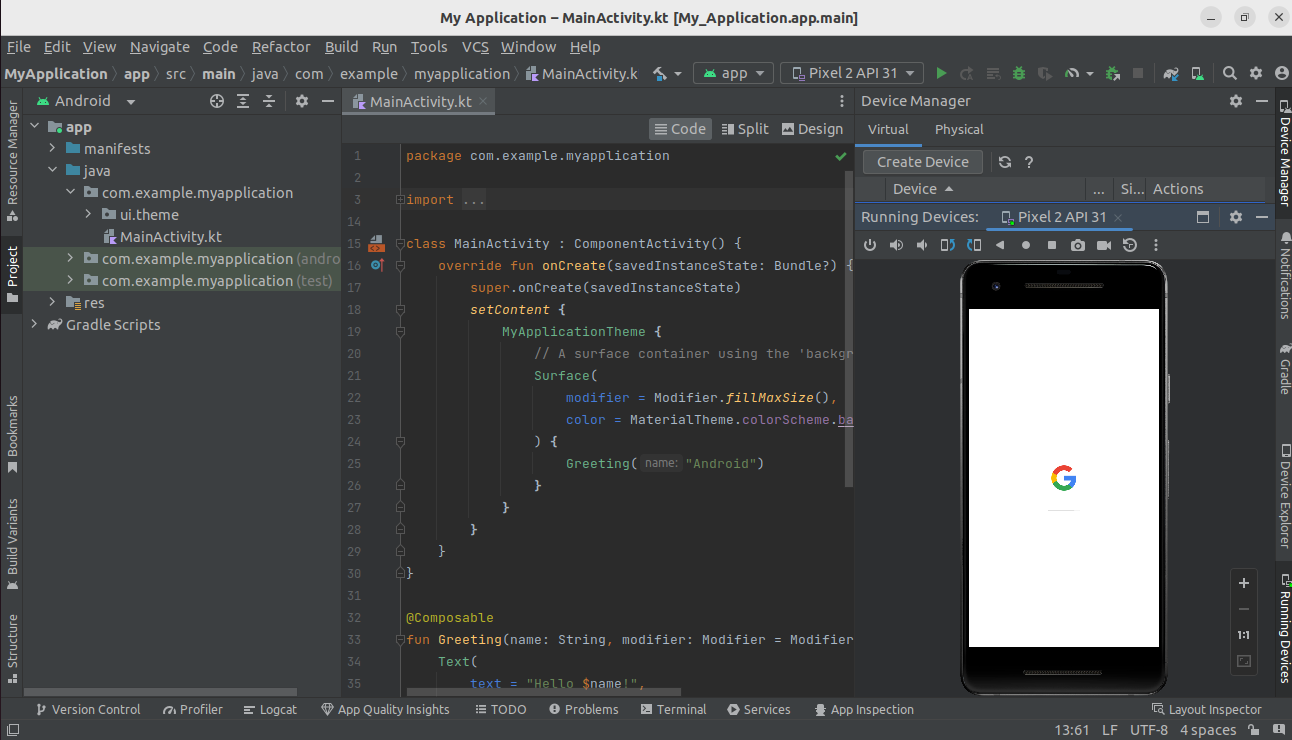 My Application – MainActivity.kt [My_Application.app.main]
File Edit View Navigate Code Refactor Build Run Tools VCS Window Help
MyApplication app src main java com example myapplication MainActivity.k app Pixel 2 API 31
Resource Manager
Project
Bookmarks
Build Variants
Structure
Android
app
manifests
java
com.example.myapplication
ui.theme
MainActivity.kt
com.example.myapplication (andro
com.example.myapplication (test)
res
Gradle Scripts
MainActivity.kt
Code Split Design
1 package com.example.myapplication
2
3 import ...
14
15 class MainActivity : ComponentActivity() {
16 override fun onCreate(savedInstanceState: Bundle?) {
17 super.onCreate(savedInstanceState)
18 setContent {
19 MyApplicationTheme {
20 // A surface container using the 'backgr
21 Surface(
22 modifier = Modifier.fillMaxSize(),
23 color = MaterialTheme.colorScheme.ba
24 ) {
25 Greeting( name: "Android")
26 }
27 }
28 }
29 }
30 }
31
32 @Composable
33 fun Greeting(name: String, modifier: Modifier = Modifier
34 Text(
35 text = "Hello $name!",
Device Manager
Virtual Physical
Create Device ?
Device ... Si... Actions
Running Devices: Pixel 2 API 31
G
1:1
Device Manager
Notifications
Gradle
Device Explorer
Running Devices
Version Control Profiler Logcat App Quality Insights TODO Problems Terminal Services App Inspection Layout Inspector
13:61 LF UTF-8 4 spaces